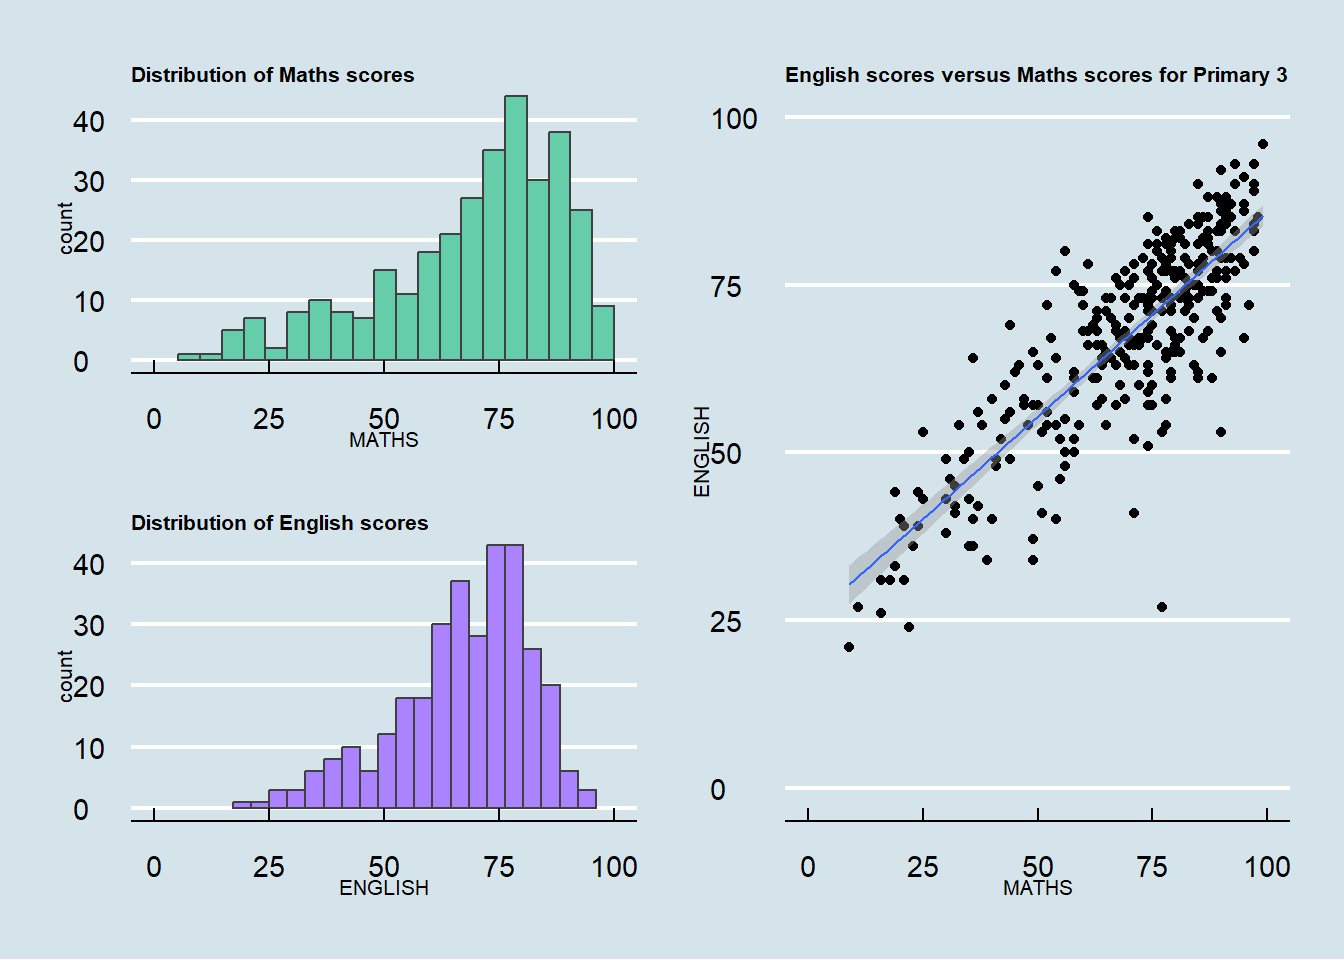 Distribution of Maths scores
40
30
20
10
0
count
0 25 50 75 100
MATHS
Distribution of English scores
40
30
20
10
0
count
0 25 50 75 100
ENGLISH
English scores versus Maths scores for Primary 3
100
75
50
25
0
ENGLISH
0 25 50 75 100
MATHS